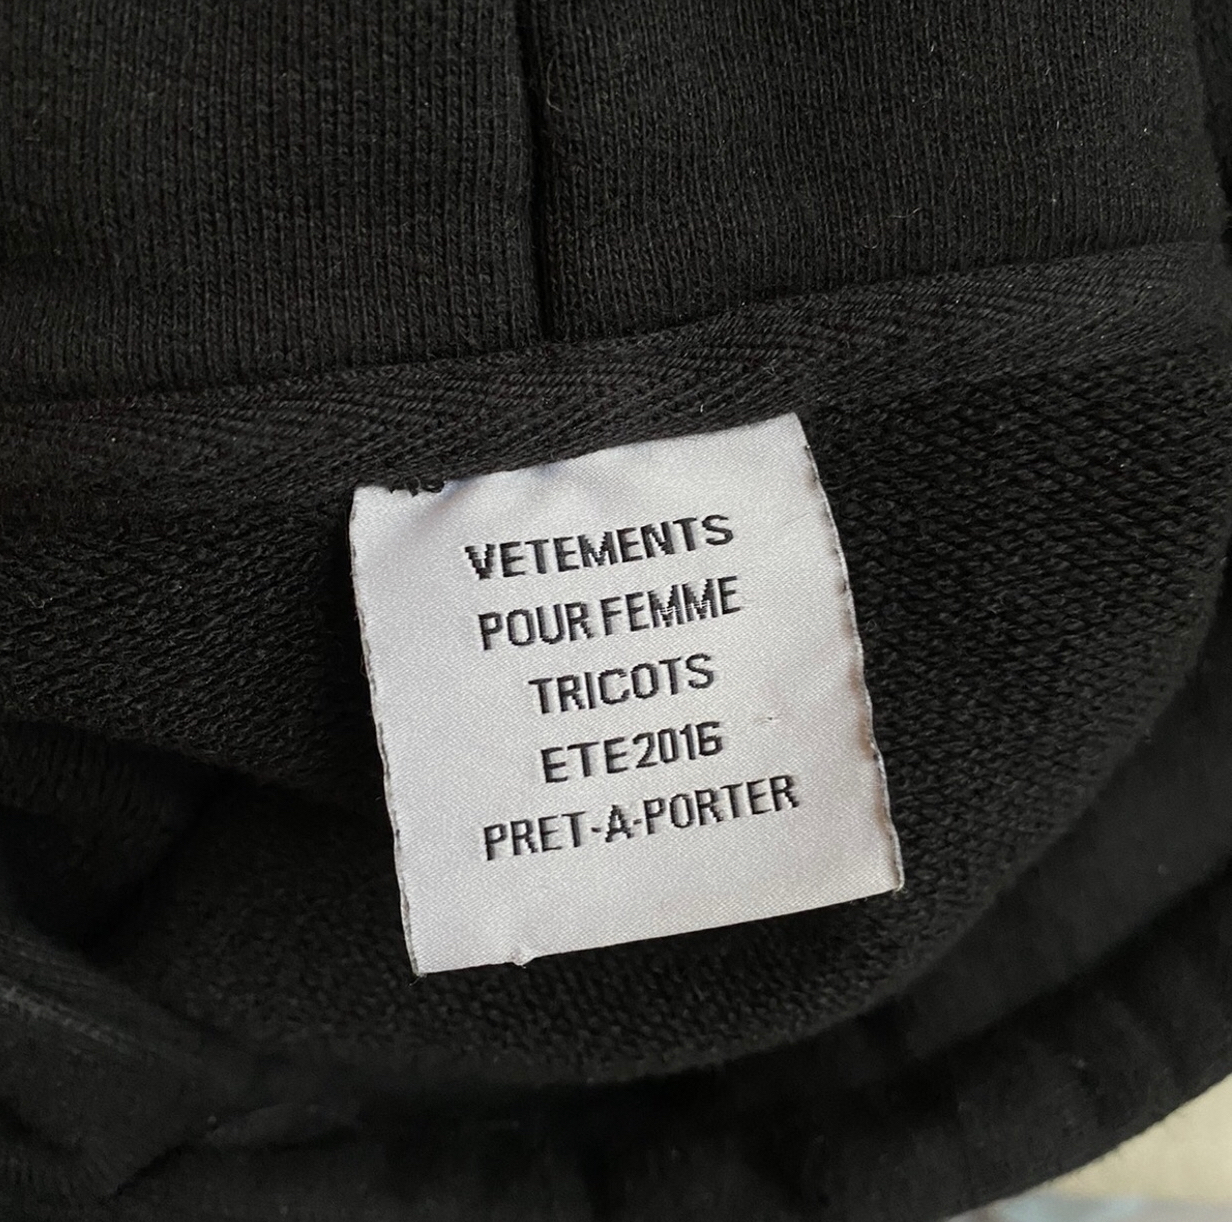 VETEMENTS
POUR FEMME
TRICOTS
ETE2016
PRET-A-PORTER